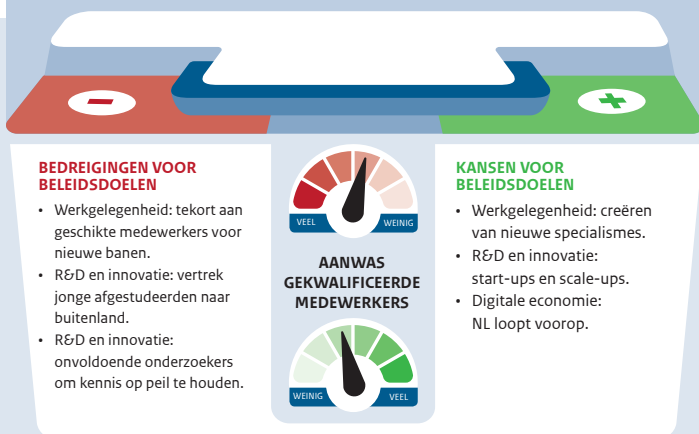 BEDREIGINGEN VOOR
BELEIDSDOELEN
• Werkgelegenheid: tekort aan
geschikte medewerkers voor
nieuwe banen.
• R&D en innovatie: vertrek
jonge afgestudeerden naar
buitenland.
• R&D en innovatie:
onvoldoende onderzoekers
om kennis op peil te houden.
VEEL
WEINIG
AANWAS
GEKWALIFICEERDE
MEDEWERKERS
WEINIG
VEEL
KANSEN VOOR
BELEIDSDOELEN
• Werkgelegenheid: creëren
van nieuwe specialismes.
• R&D en innovatie:
start-ups en scale-ups.
• Digitale economie:
NL loopt voorop.